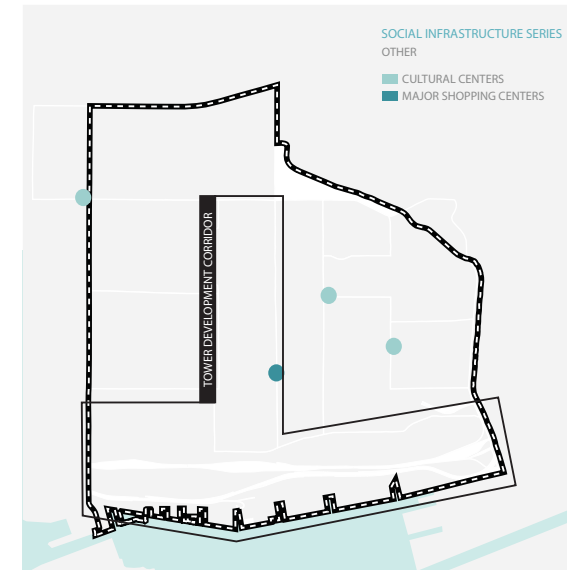 SOCIAL INFRASTRUCTURE SERIES
OTHER
CULTURAL CENTERS
MAJOR SHOPPING CENTERS
TOWER DEVELOPMENT CORRIDOR